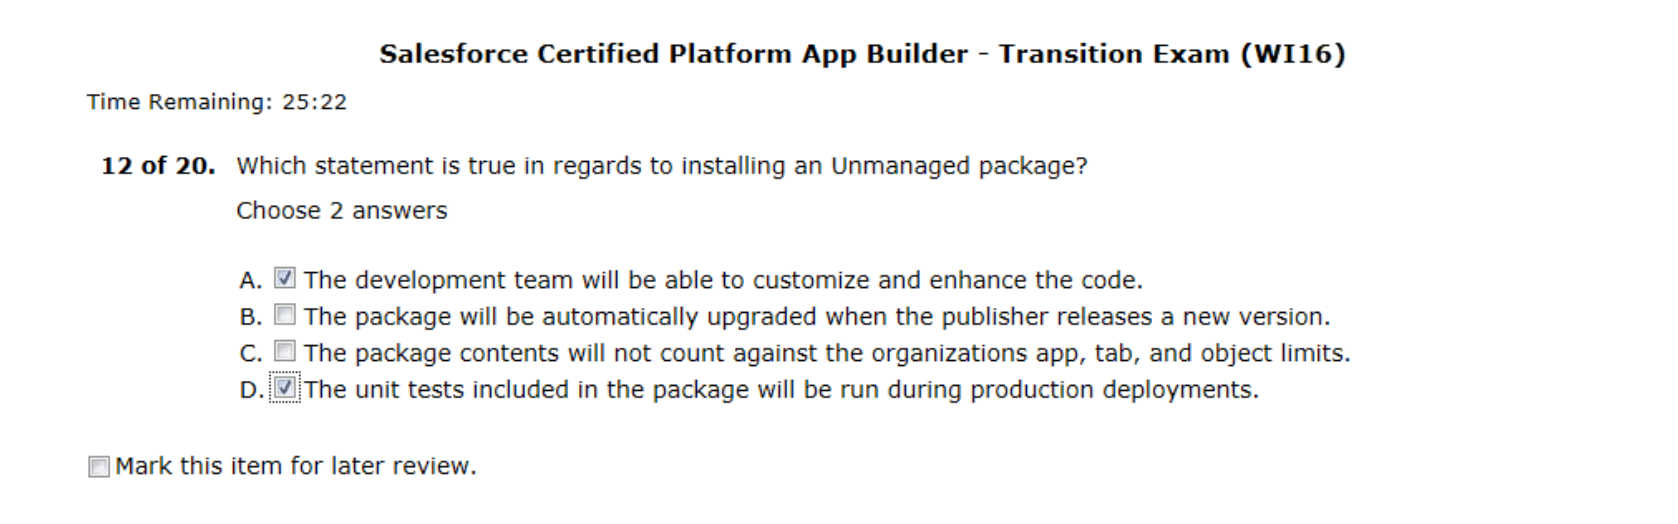 Salesforce Certified Platform App Builder - Transition Exam (WI16)
Time Remaining: 25:22
12 of 20. Which statement is true in regards to installing an Unmanaged package?
Choose 2 answers
A. The development team will be able to customize and enhance the code.
B. The package will be automatically upgraded when the publisher releases a new version.
C. The package contents will not count against the organizations app, tab, and object limits.
D. The unit tests included in the package will be run during production deployments.
Mark this item for later review.